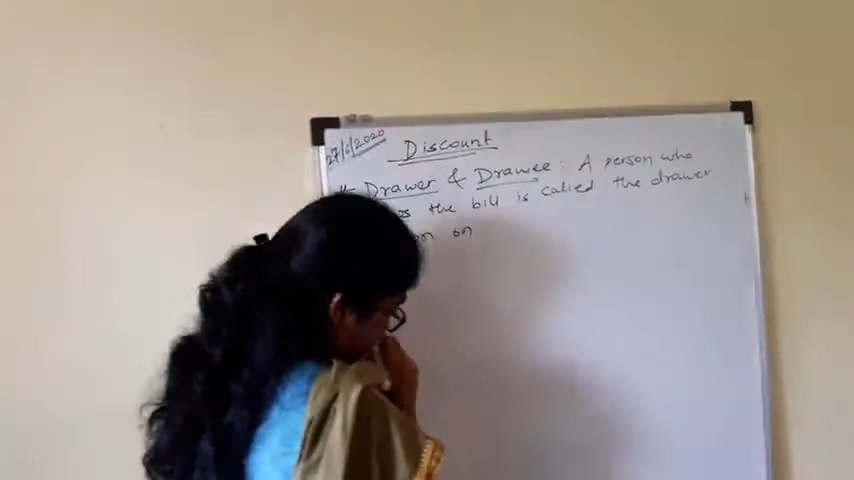 27/6/2020
Discount
* Drawer & Drawee : A person who
the bill is called the drawer
on